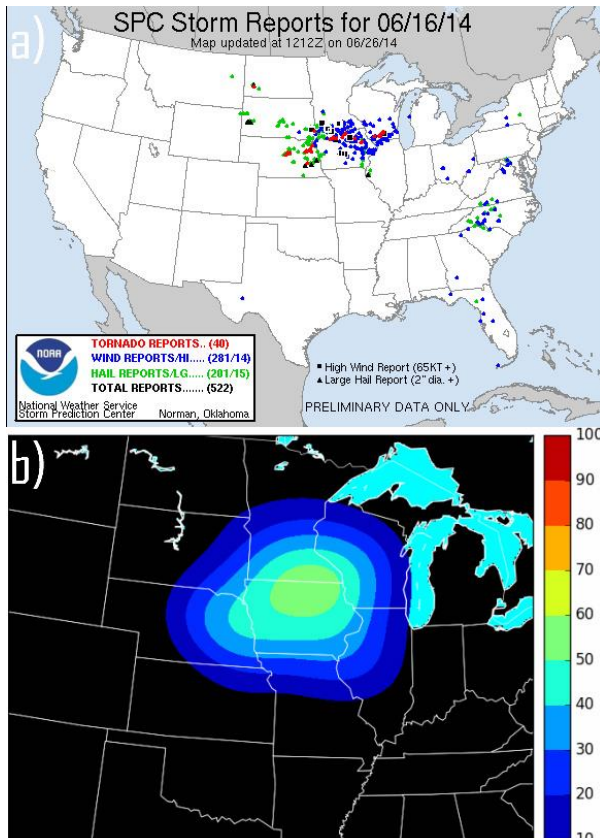 a)
SPC Storm Reports for 06/16/14
Map updated at 1212Z on 06/26/14
NOAA
TORNADO REPORTS.. (40)
WIND REPORTS/HI..... (281/14)
HAIL REPORTS/LG..... (201/15)
TOTAL REPORTS...... (522)
National Weather Service
Storm Prediction Center Norman, Oklahoma
■ High Wind Report (65KT +)
▲ Large Hail Report (2" dia. +)
PRELIMINARY DATA ONLY
b)
100
90
80
70
60
50
40
30
20
10